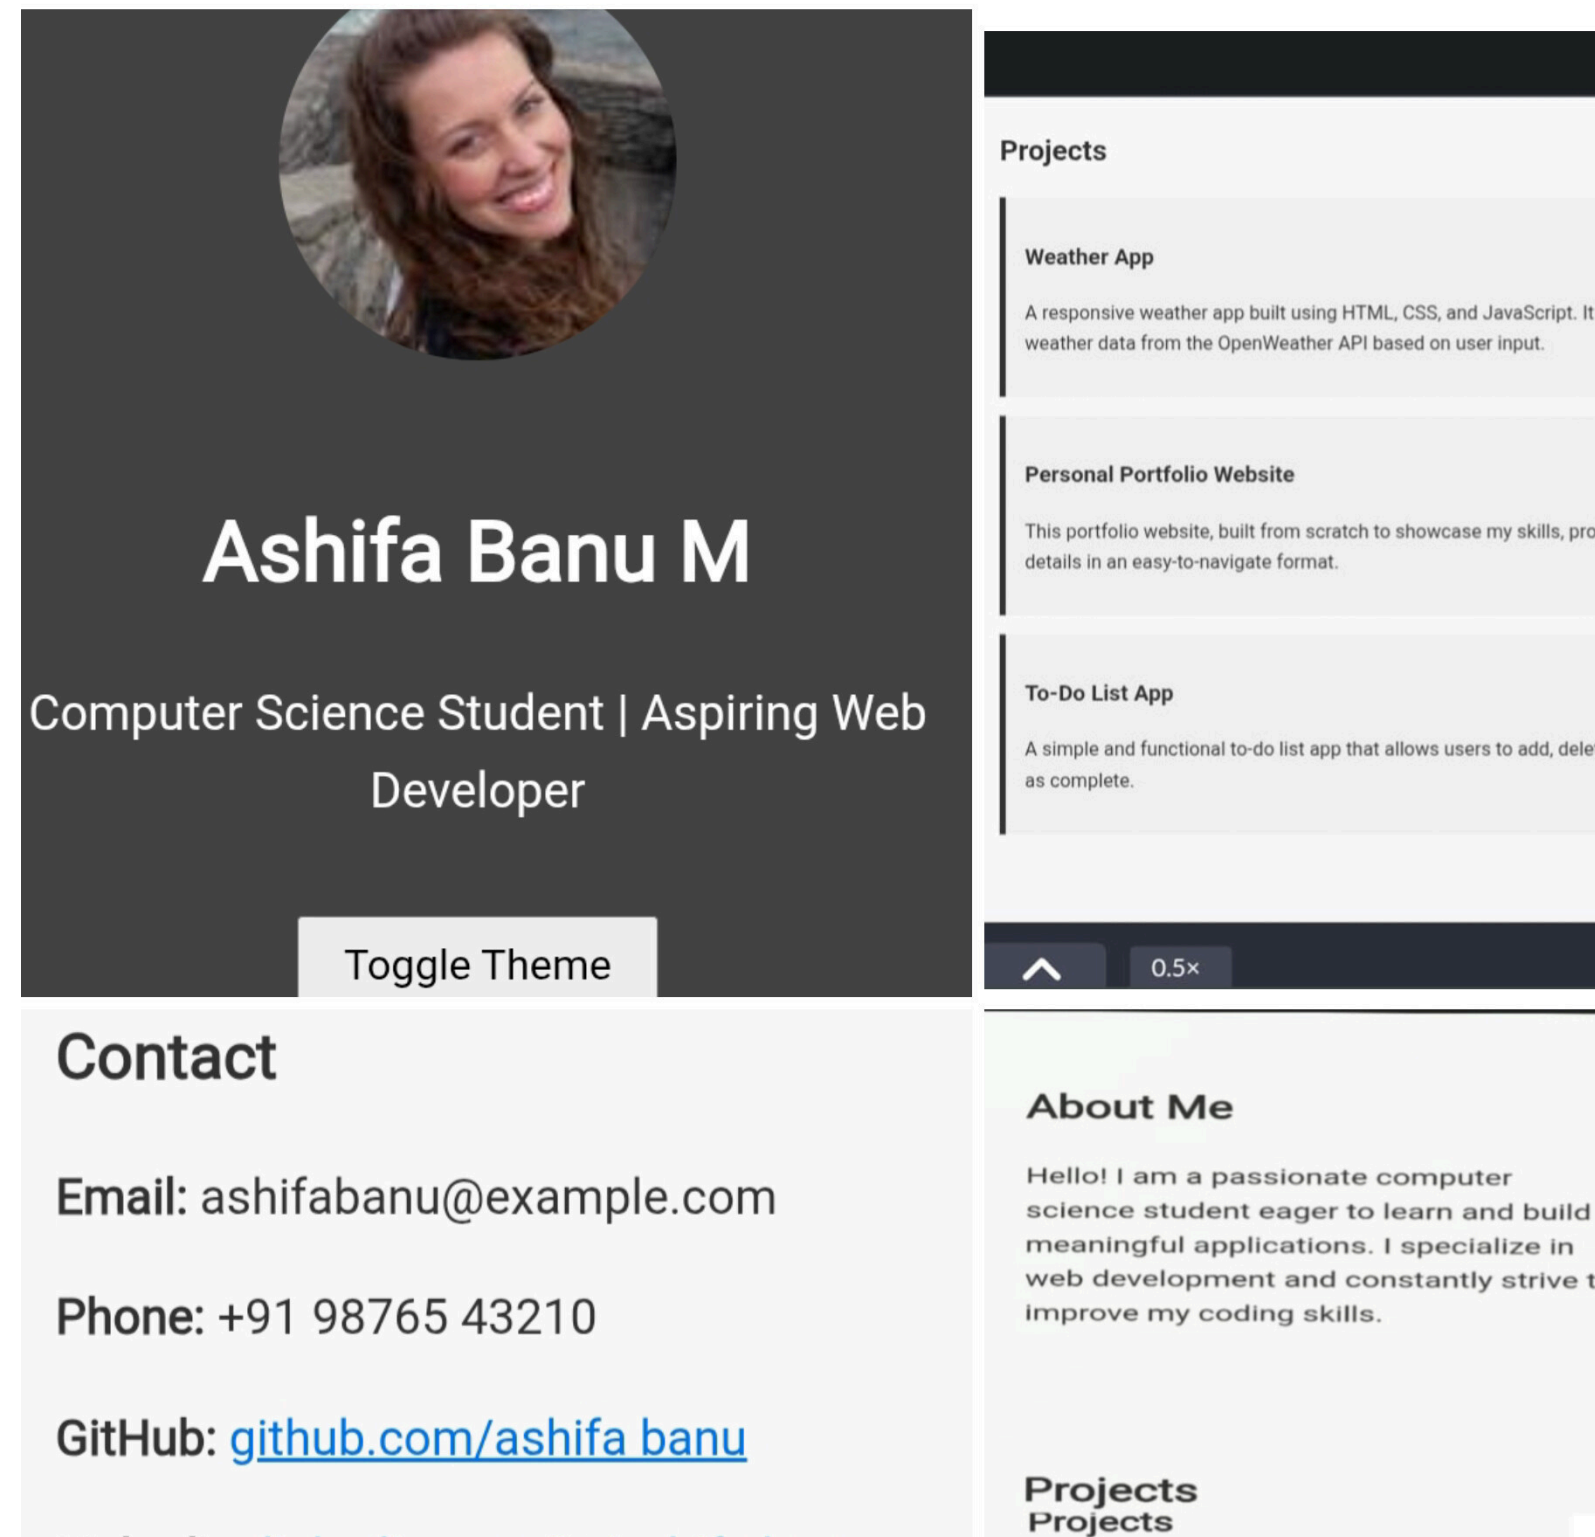 Ashifa Banu M
Computer Science Student | Aspiring Web
Developer
Toggle Theme
Projects
Weather App
A responsive weather app built using HTML, CSS, and JavaScript. It
weather data from the OpenWeather API based on user input.
Personal Portfolio Website
This portfolio website, built from scratch to showcase my skills, pro
details in an easy-to-navigate format.
To-Do List App
A simple and functional to-do list app that allows users to add, dele
as complete.
0.5×
Contact
Email: ashifabanu@example.com
Phone: +91 98765 43210
GitHub: github.com/ashifa banu
About Me
Hello! I am a passionate computer
science student eager to learn and build
meaningful applications. I specialize in
web development and constantly strive t
improve my coding skills.
Projects
Projects